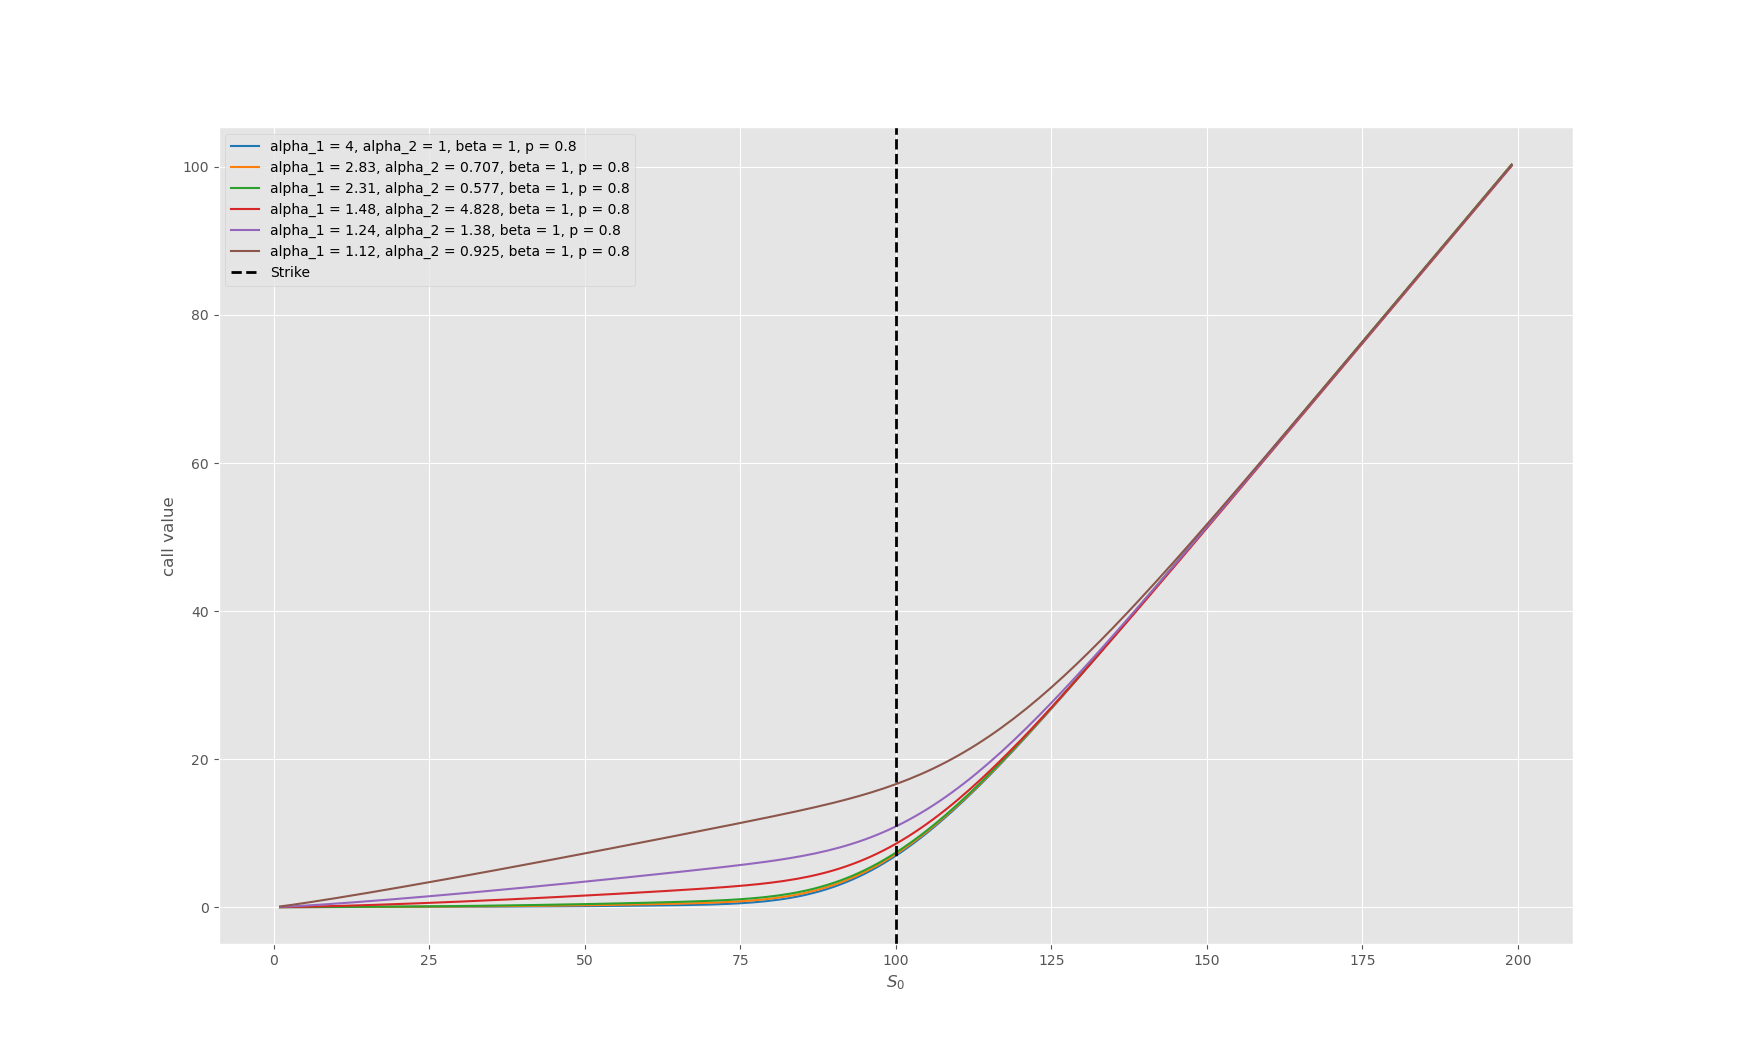 alpha_1 = 4, alpha_2 = 1, beta = 1, p = 0.8
alpha_1 = 2.83, alpha_2 = 0.707, beta = 1, p = 0.8
alpha_1 = 2.31, alpha_2 = 0.577, beta = 1, p = 0.8
alpha_1 = 1.48, alpha_2 = 4.828, beta = 1, p = 0.8
alpha_1 = 1.24, alpha_2 = 1.38, beta = 1, p = 0.8
alpha_1 = 1.12, alpha_2 = 0.925, beta = 1, p = 0.8
Strike
100
80
60
40
20
0
call value
0 25 50 75 100 125 150 175 200
S_0